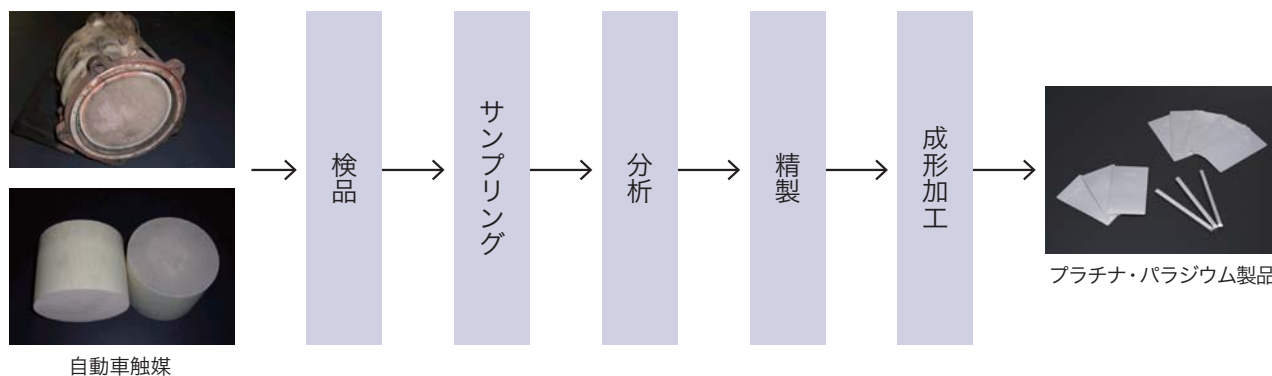 自動車触媒
検品
サンプリング
分析
精製
成形加工
プラチナ・パラジウム製品